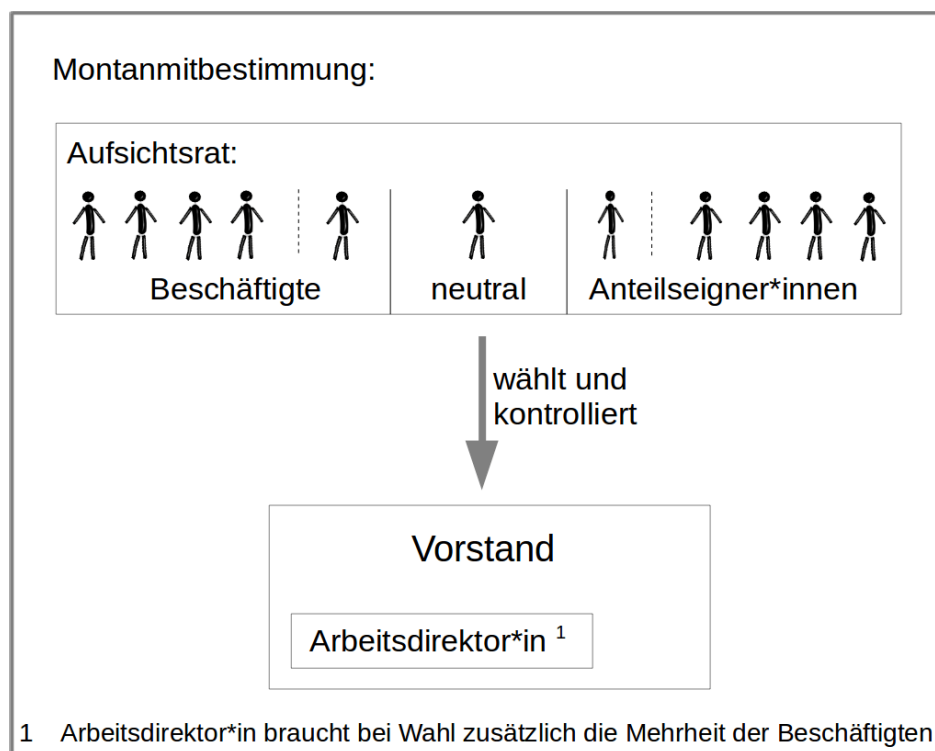 Montanmitbestimmung:
Aufsichtsrat:
Beschäftigte
neutral
Anteilseigner*innen
wählt und
kontrolliert
Vorstand
Arbeitsdirektor*in 1
1 Arbeitsdirektor*in braucht bei Wahl zusätzlich die Mehrheit der Beschäftigten